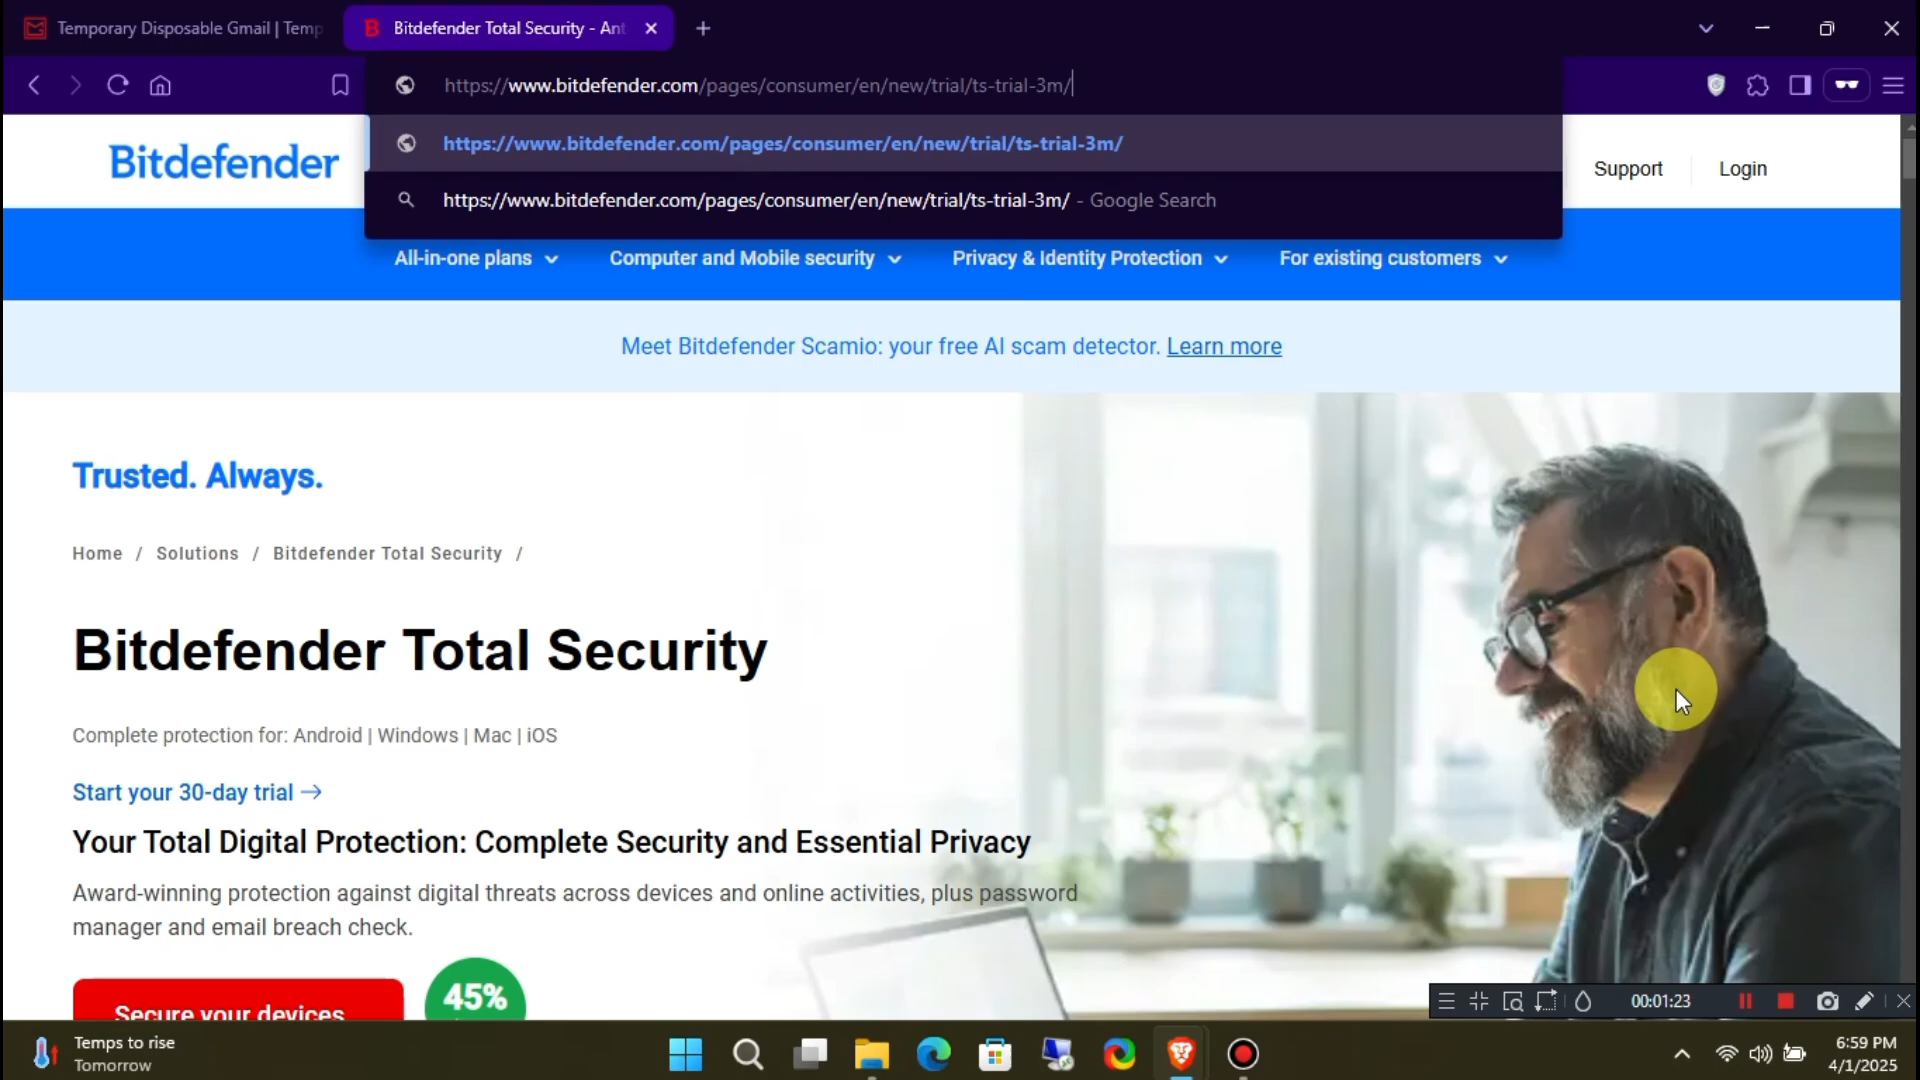 Temporary Disposable Gmail | Temp
Bitdefender Total Security - Ant
https://www.bitdefender.com/pages/consumer/en/new/trial/ts-trial-3m/
https://www.bitdefender.com/pages/consumer/en/new/trial/ts-trial-3m/
https://www.bitdefender.com/pages/consumer/en/new/trial/ts-trial-3m/ - Google Search
Bitdefender
Support
Login
All-in-one plans
Computer and Mobile security
Privacy & Identity Protection
For existing customers
Meet Bitdefender Scamio: your free AI scam detector. Learn more
Trusted. Always.
Home / Solutions / Bitdefender Total Security /
Bitdefender Total Security
Complete protection for: Android | Windows | Mac | iOS
Start your 30-day trial →
Your Total Digital Protection: Complete Security and Essential Privacy
Award-winning protection against digital threats across devices and online activities, plus password
manager and email breach check.
Secure your devices
45%
00:01:23
Temps to rise
Tomorrow
6:59 PM
4/1/2025